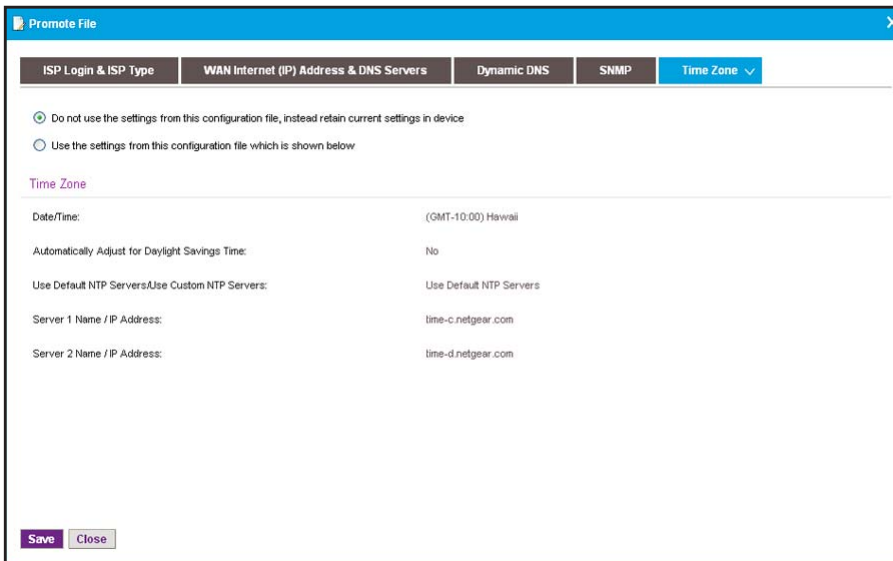 Promote File
ISP Login & ISP Type WAN Internet (IP) Address & DNS Servers Dynamic DNS SNMP Time Zone
Do not use the settings from this configuration file, instead retain current settings in device
Use the settings from this configuration file which is shown below
Time Zone
Date/Time: (GMT-10:00) Hawaii
Automatically Adjust for Daylight Savings Time: No
Use Default NTP Servers/Use Custom NTP Servers: Use Default NTP Servers
Server 1 Name / IP Address: time-c.netgear.com
Server 2 Name / IP Address: time-d.netgear.com
Save Close